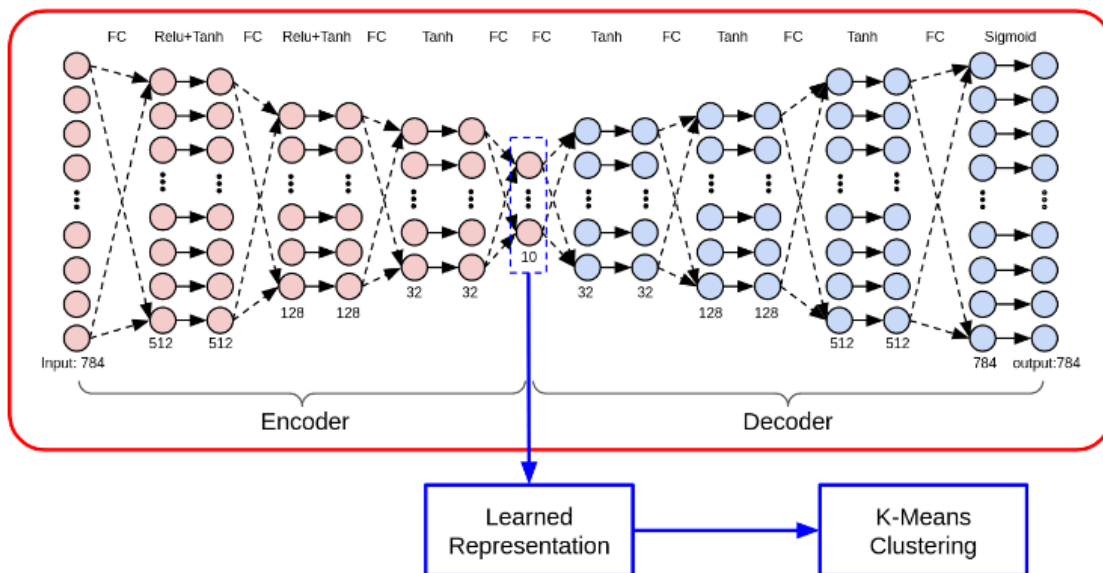 FC Relu+Tanh FC Relu+Tanh FC Tanh FC FC Tanh FC Tanh FC Tanh FC Sigmoid
10
32 32 32 32
128 128 128 128
512 512 512 512
Input: 784 784 output:784
Encoder Decoder
Learned Representation
K-Means Clustering